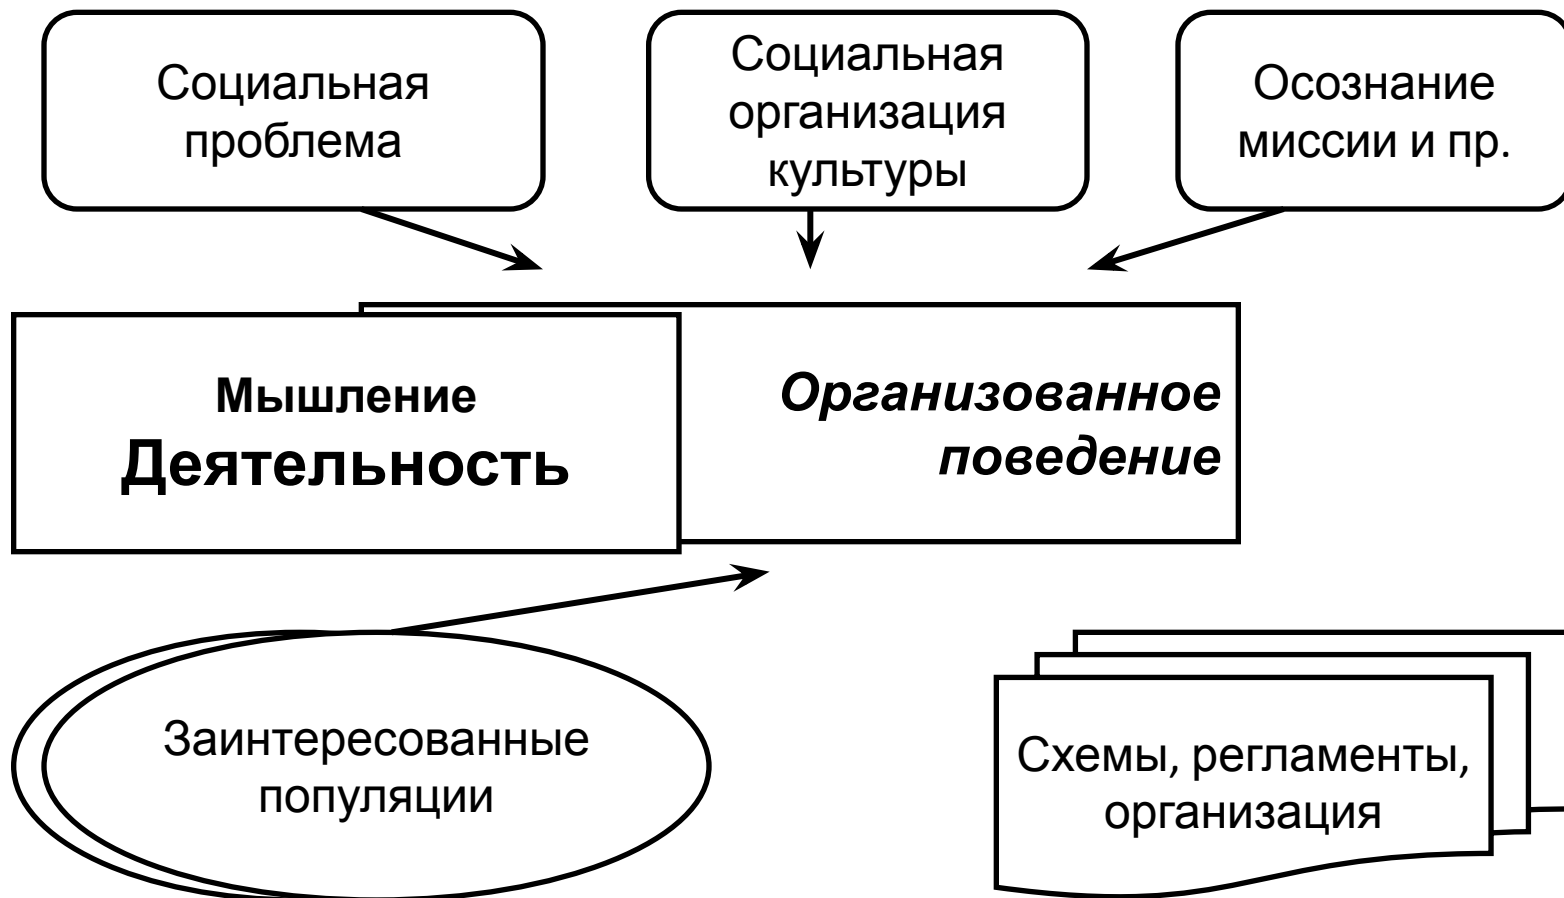 Социальная
проблема
Социальная
организация
культуры
Осознание
миссии и пр.
Мышление
Деятельность
Организованное
поведение
Заинтересованные
популяции
Схемы, регламенты,
организация